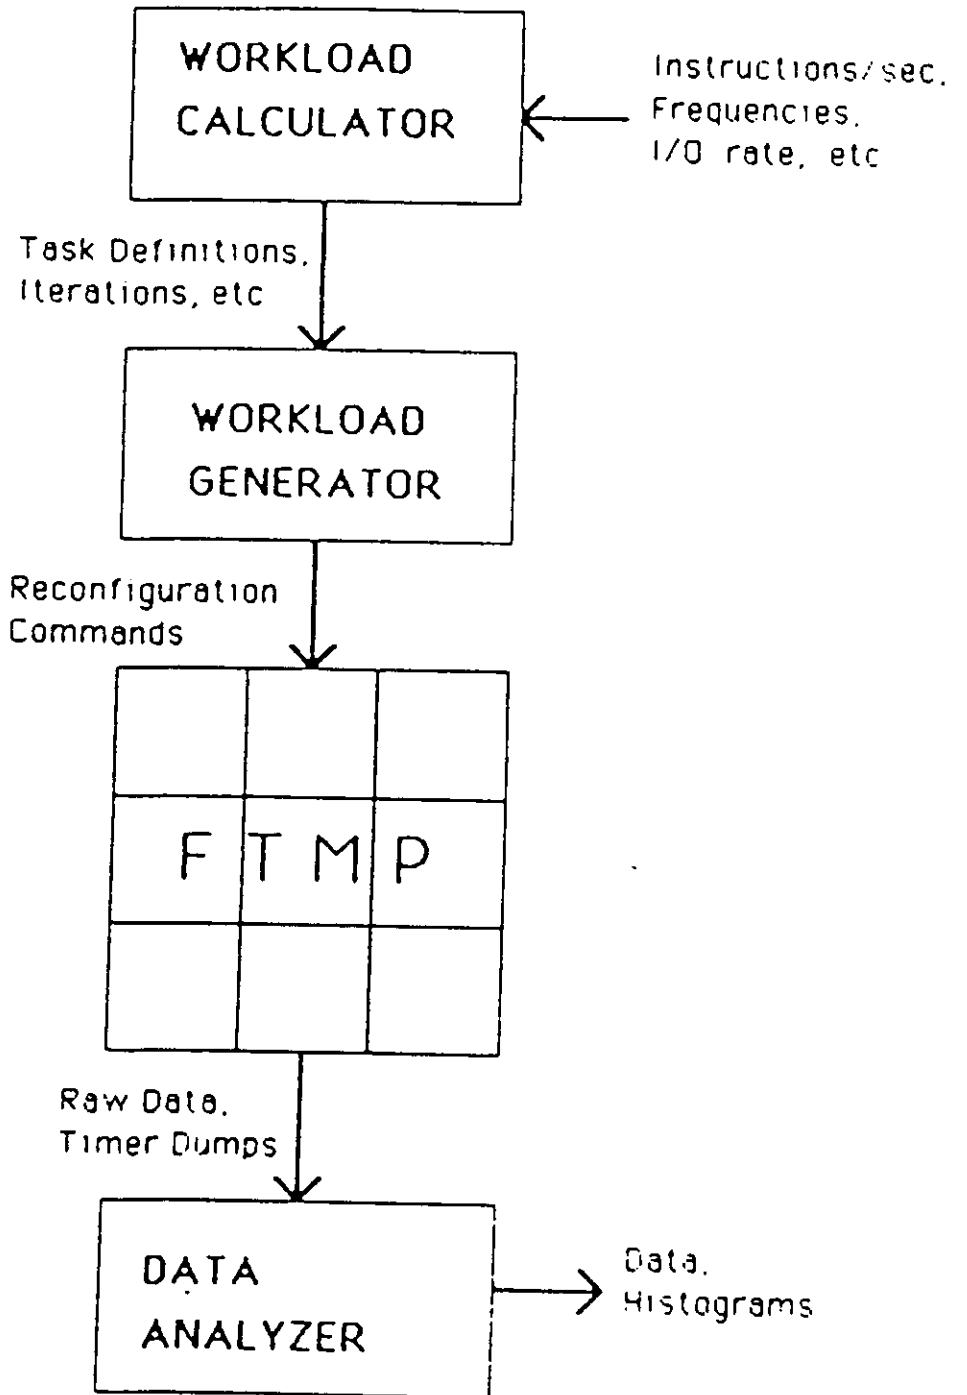 WORKLOAD
CALCULATOR
Instructions/sec.
Frequencies.
I/O rate, etc
Task Definitions.
Iterations, etc
WORKLOAD
GENERATOR
Reconfiguration
Commands
F T M P
Raw Data.
Timer Dumps
DATA
ANALYZER
Data.
Histograms